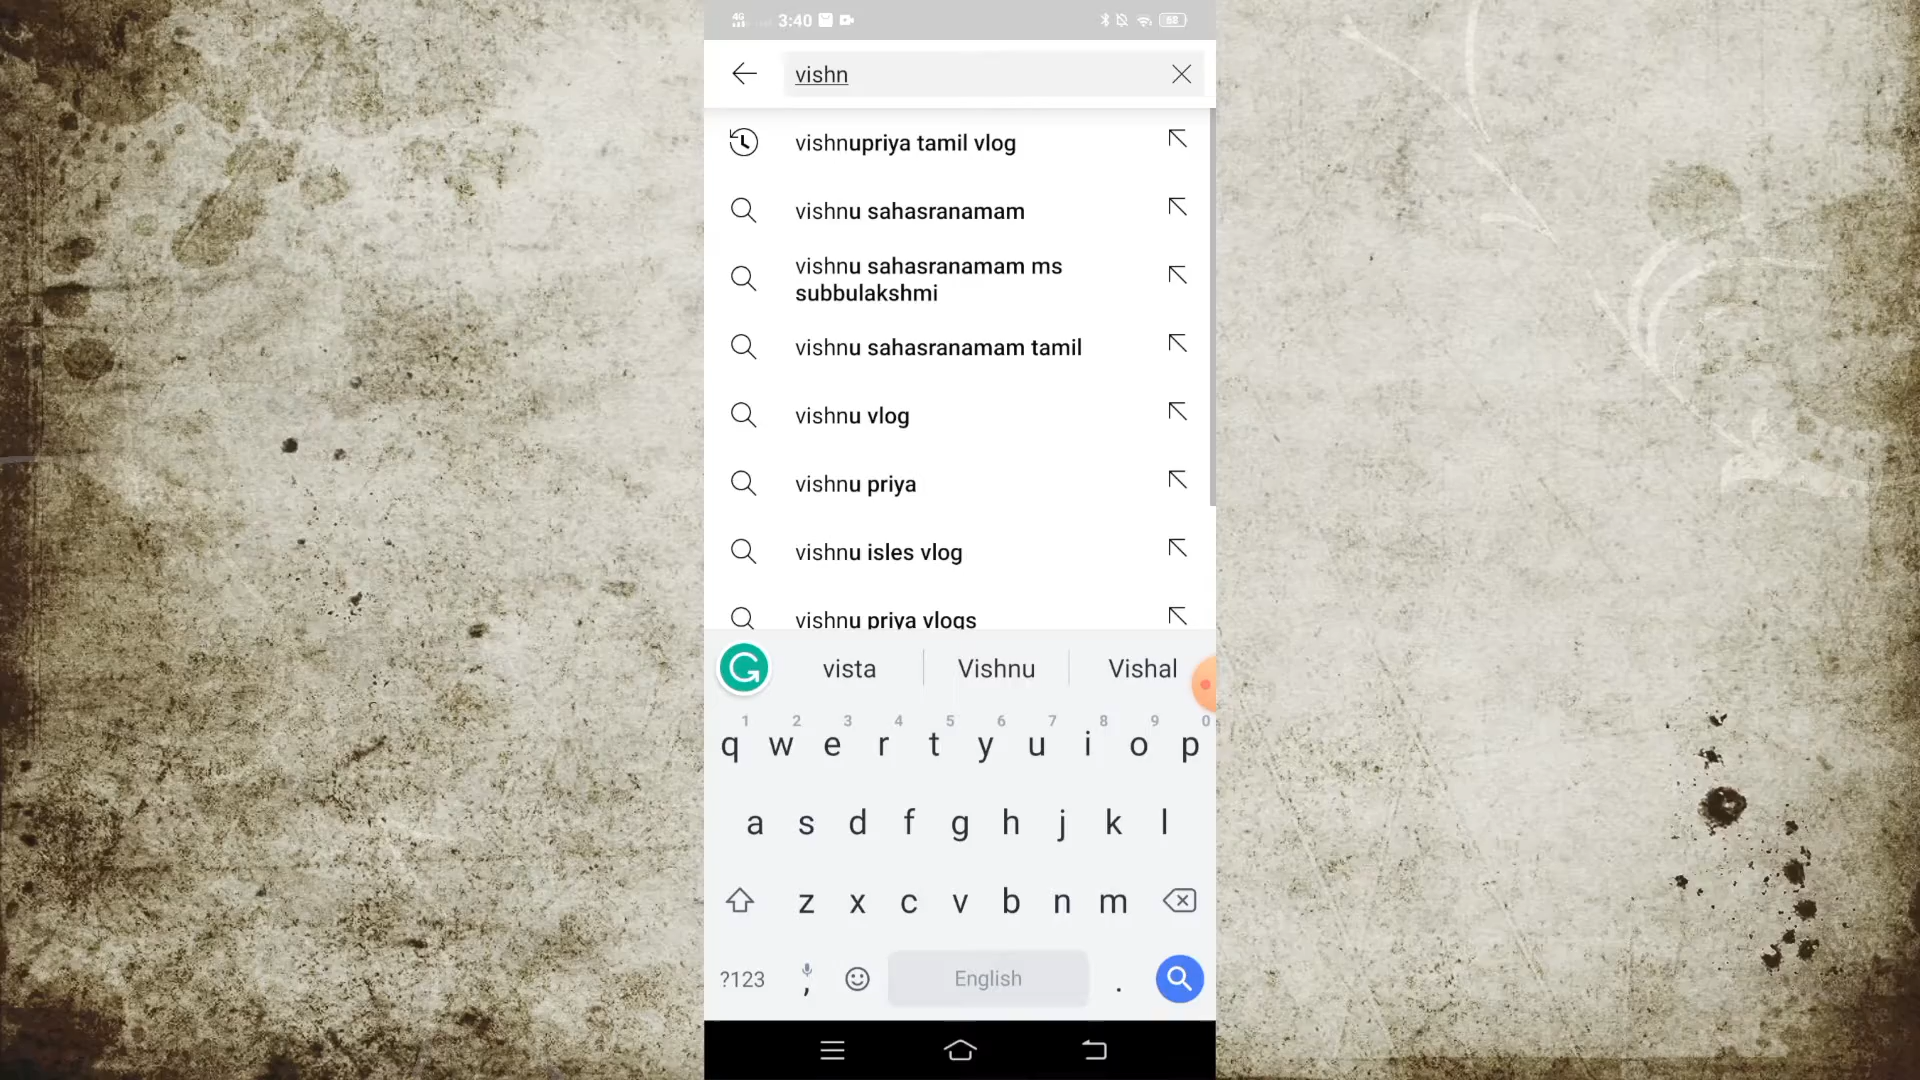 4G 3:40 68
vishn
vishnupriya tamil vlog
vishnu sahasranamam
vishnu sahasranamam ms
subbulakshmi
vishnu sahasranamam tamil
vishnu vlog
vishnu priya
vishnu isles vlog
vishnu priya vlogs
vista Vishnu Vishal
1 2 3 4 5 6 7 8 9 0
q w e r t y u i o p
a s d f g h j k l
z x c v b n m
?123 , English .